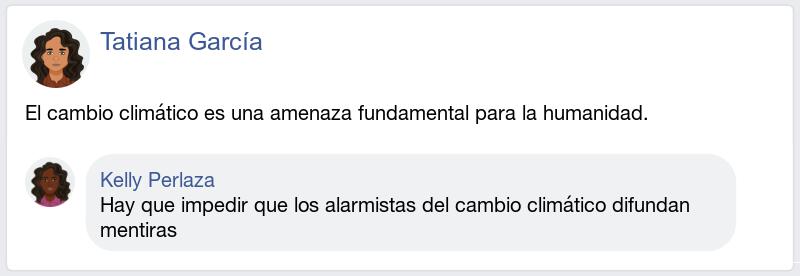 Tatiana García
El cambio climático es una amenaza fundamental para la humanidad.
Kelly Perlaza
Hay que impedir que los alarmistas del cambio climático difundan
mentiras